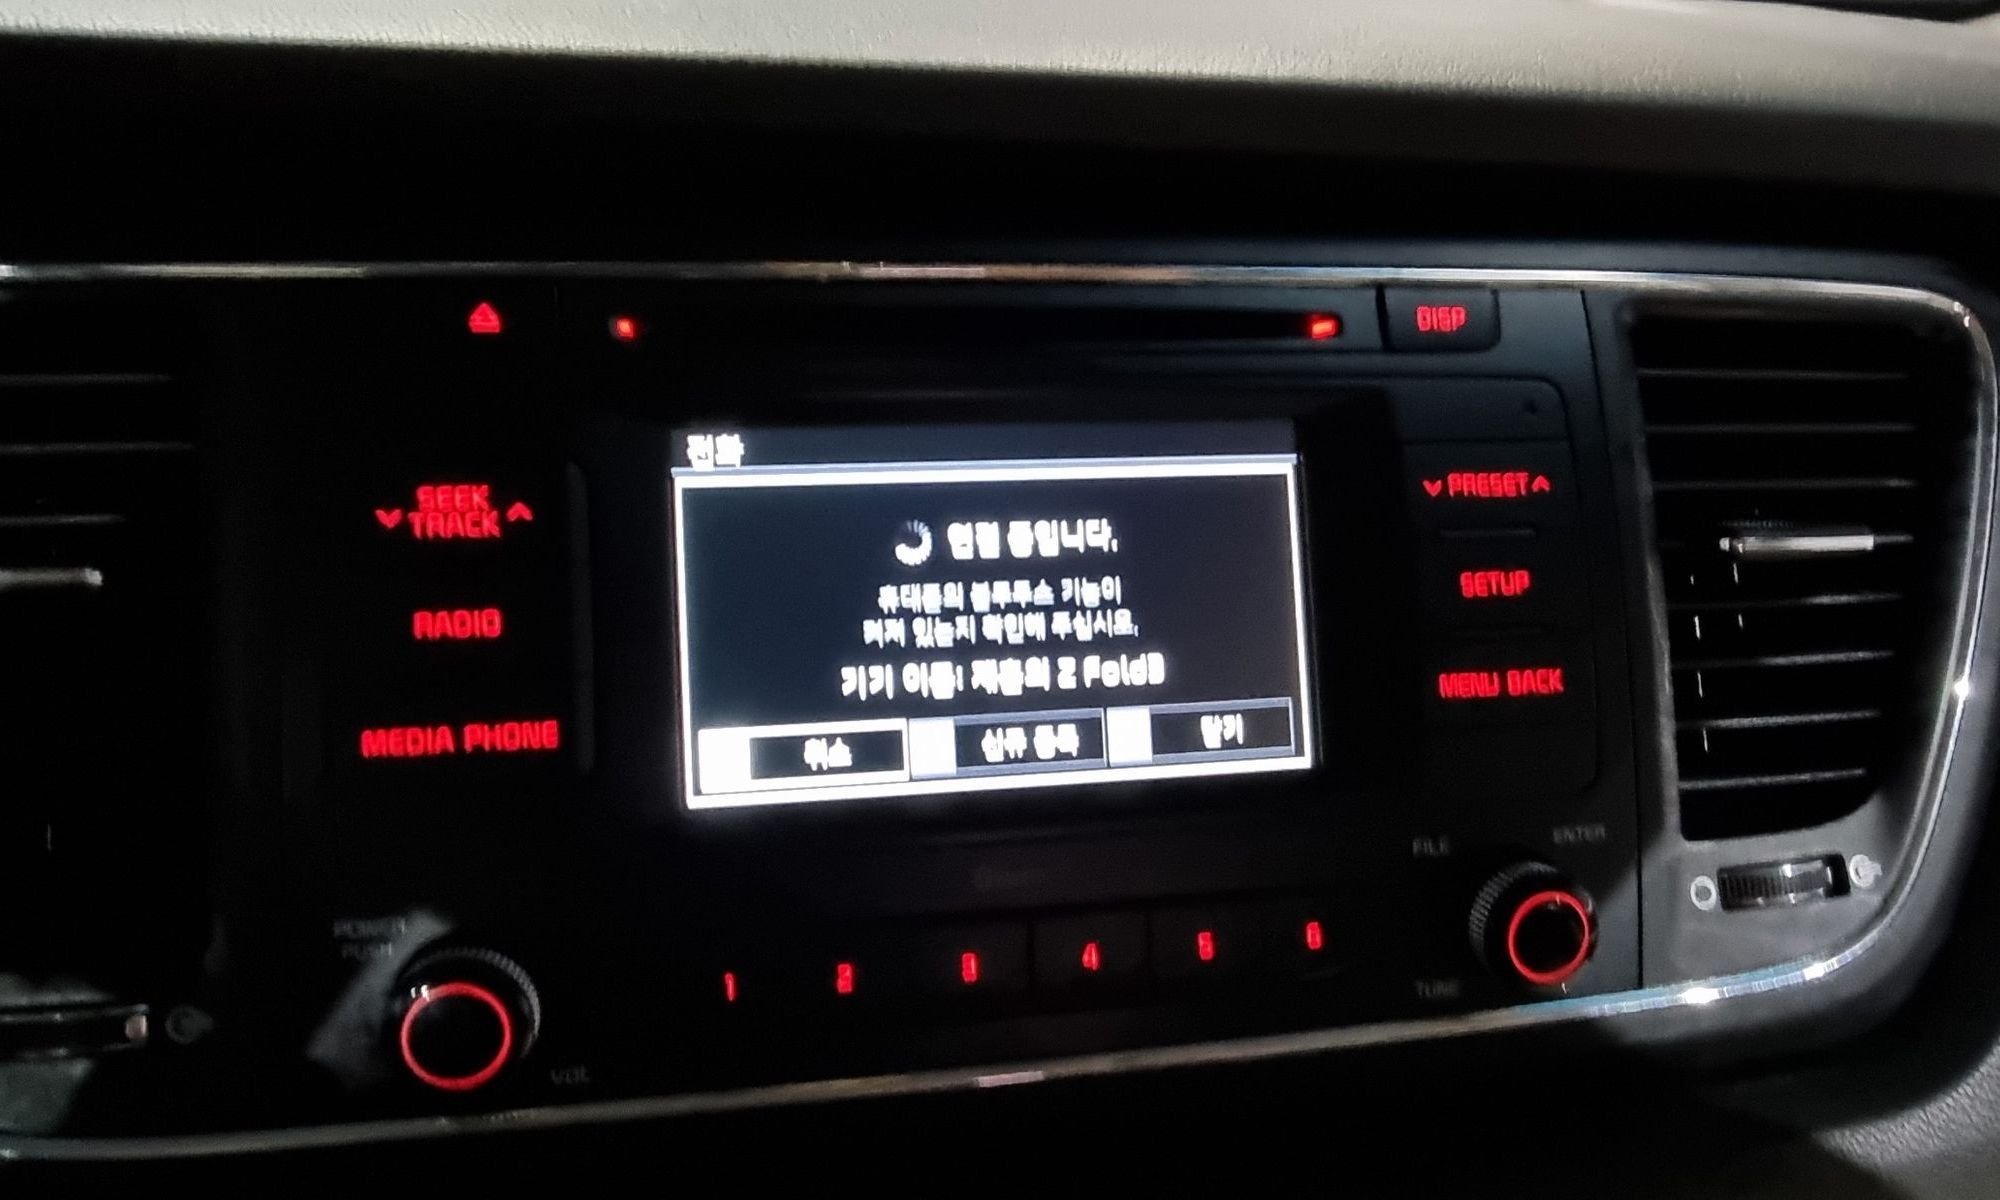 DISP
전화
SEEK
TRACK
PRESET
연결 중입니다.
SETUP
휴대폰의 블루투스 기능이
켜져 있는지 확인해 주십시오.
RADIO
기기 이름: 재홀의 Z Fold3
MENU BACK
MEDIA PHONE
취소 신규 등록 닫기
FILE ENTER
POWER
PUSH
1 2 3 4 5 6
TUNE
VOL